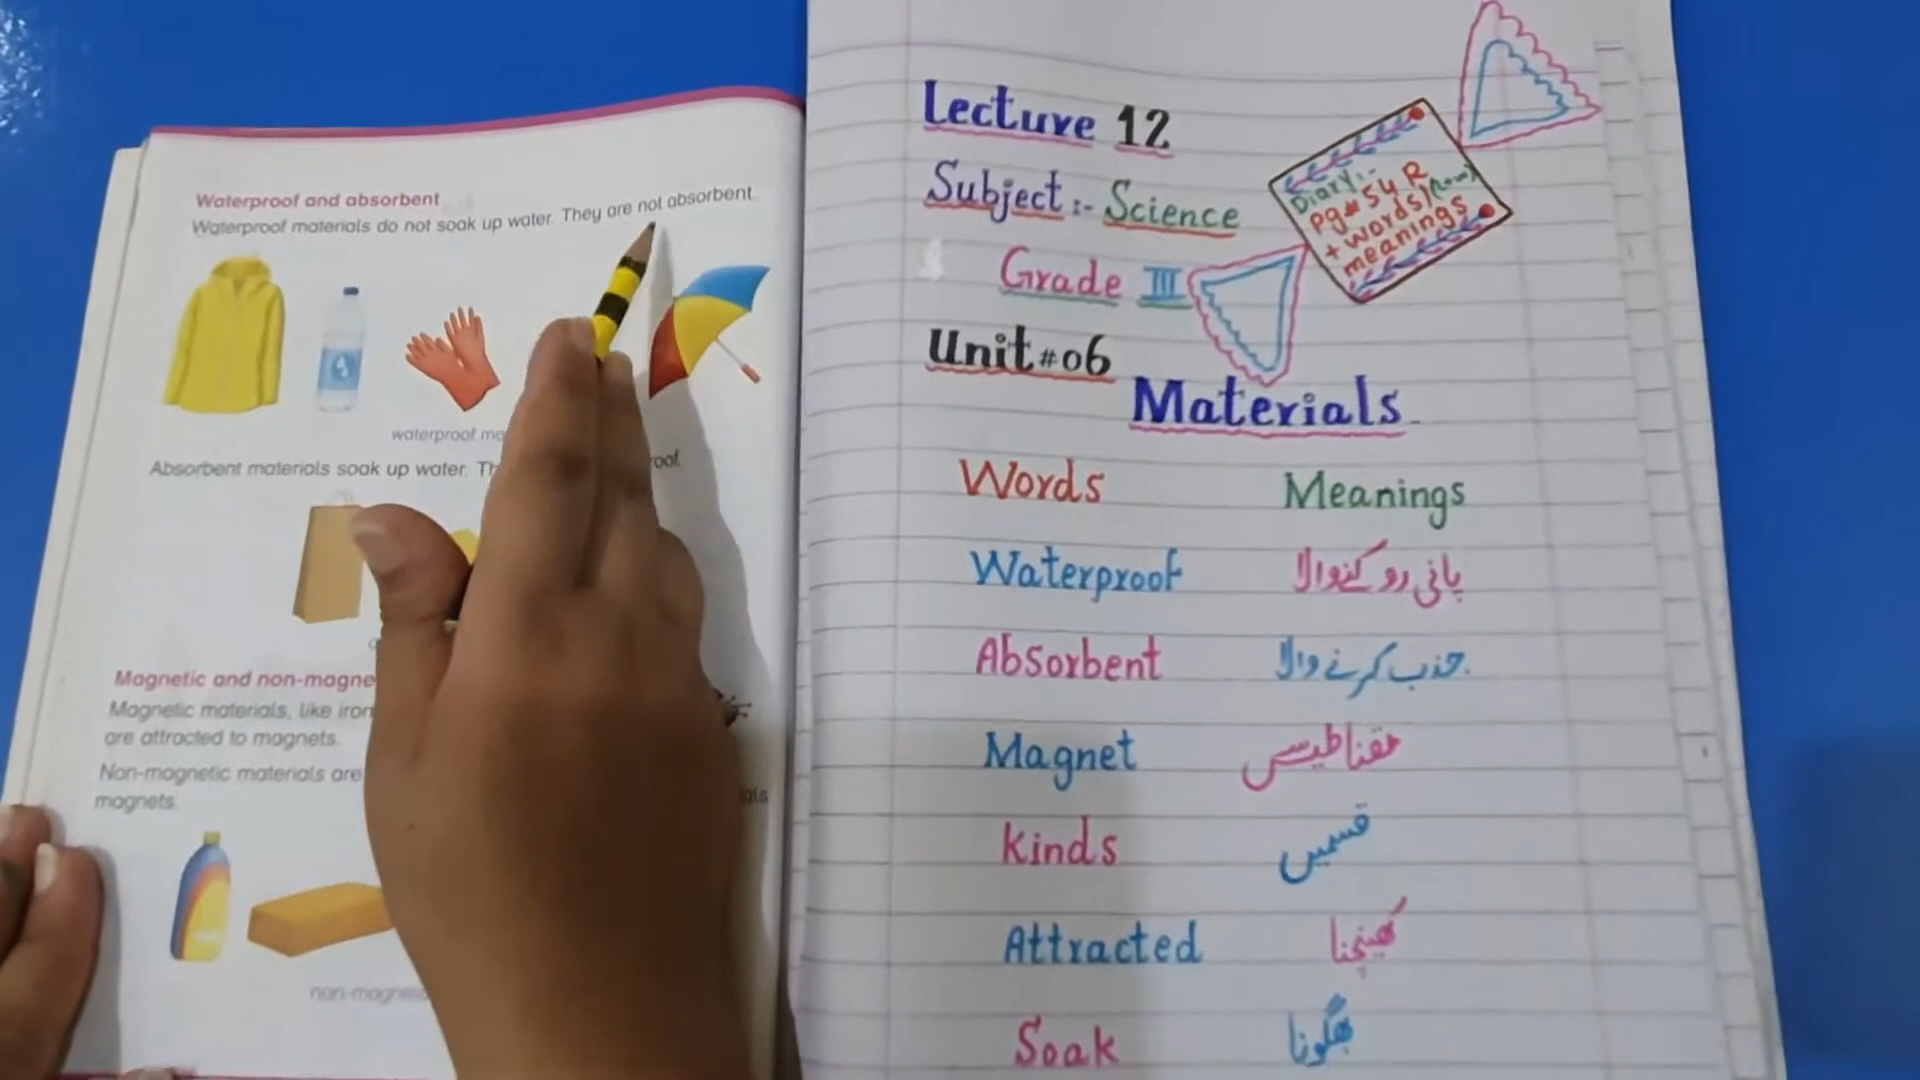 Waterproof and absorbent
Waterproof materials do not soak up water. They are not absorbent.
waterproof
Absorbent materials soak up water.
Magnetic and
Magnetic materials, like iron
are attracted to magnets.
Non-magnetic materials are
magnets.
Lecture 12
Subject:- Science
Grade III
Unit#06
Materials
Diary:-
pg# 54 R
+ words/
meanings
Words Meanings
Waterproof پانی روکنے والا
Absorbent جذب کرنے والا
Magnet مقناطیس
Kinds قسمیں
Attracted کھینچنا
Soak بھگونا